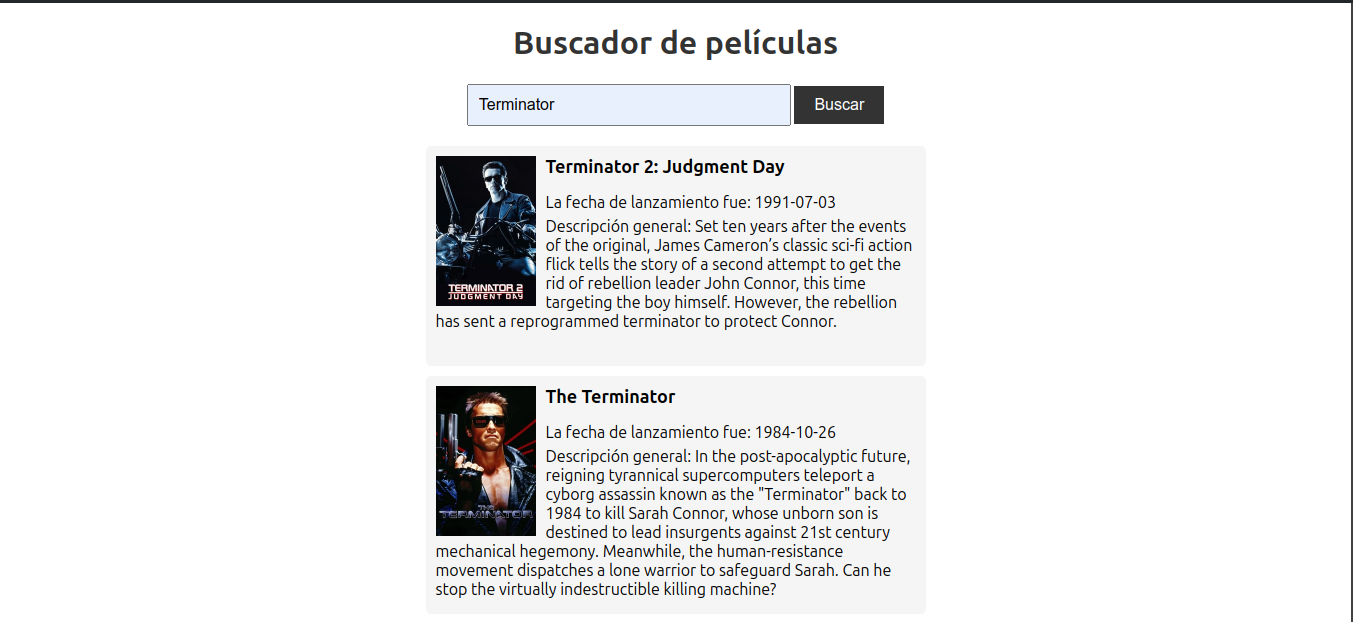 Buscador de películas
Terminator
Buscar
Terminator 2: Judgment Day
La fecha de lanzamiento fue: 1991-07-03
Descripción general: Set ten years after the events
of the original, James Cameron’s classic sci-fi action
flick tells the story of a second attempt to get the
rid of rebellion leader John Connor, this time
targeting the boy himself. However, the rebellion
has sent a reprogrammed terminator to protect Connor.
TERMINATOR 2
JUDGMENT DAY
The Terminator
La fecha de lanzamiento fue: 1984-10-26
Descripción general: In the post-apocalyptic future,
reigning tyrannical supercomputers teleport a
cyborg assassin known as the "Terminator" back to
1984 to kill Sarah Connor, whose unborn son is
destined to lead insurgents against 21st century
mechanical hegemony. Meanwhile, the human-resistance
movement dispatches a lone warrior to safeguard Sarah. Can he
stop the virtually indestructible killing machine?
THE
TERMINATOR